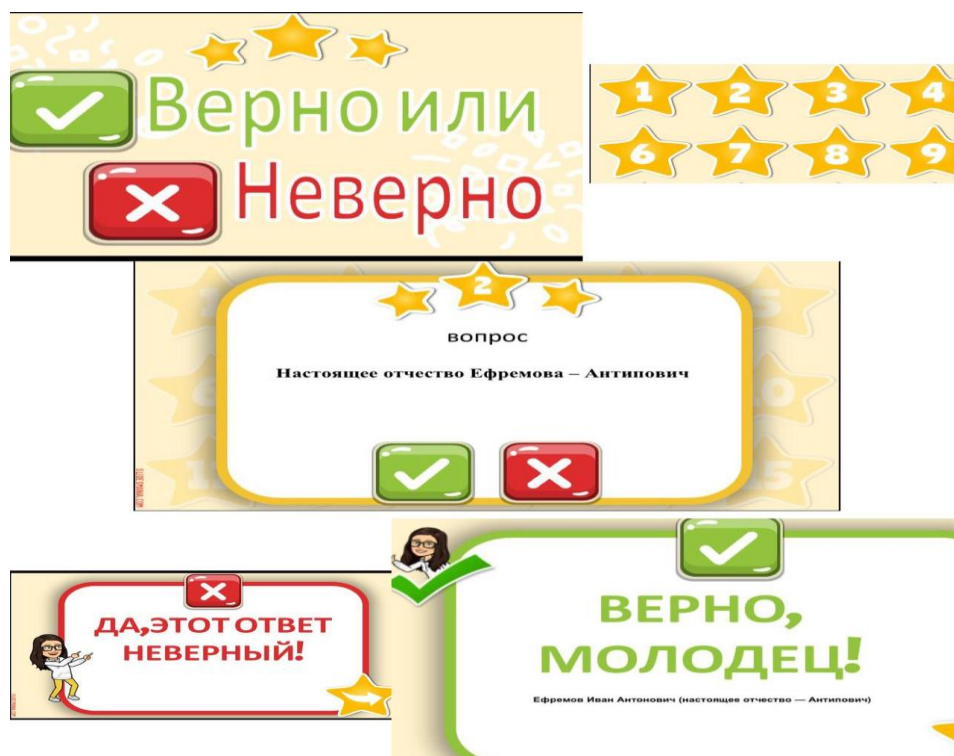 Верно или
Неверно
1 2 3 4
6 7 8 9
2
вопрос
Настоящее отчество Ефремова – Антипович
ДА,ЭТОТ ОТВЕТ
НЕВЕРНЫЙ!
ВЕРНО,
МОЛОДЕЦ!
Ефремов Иван Антонович (настоящее отчество — Антипович)